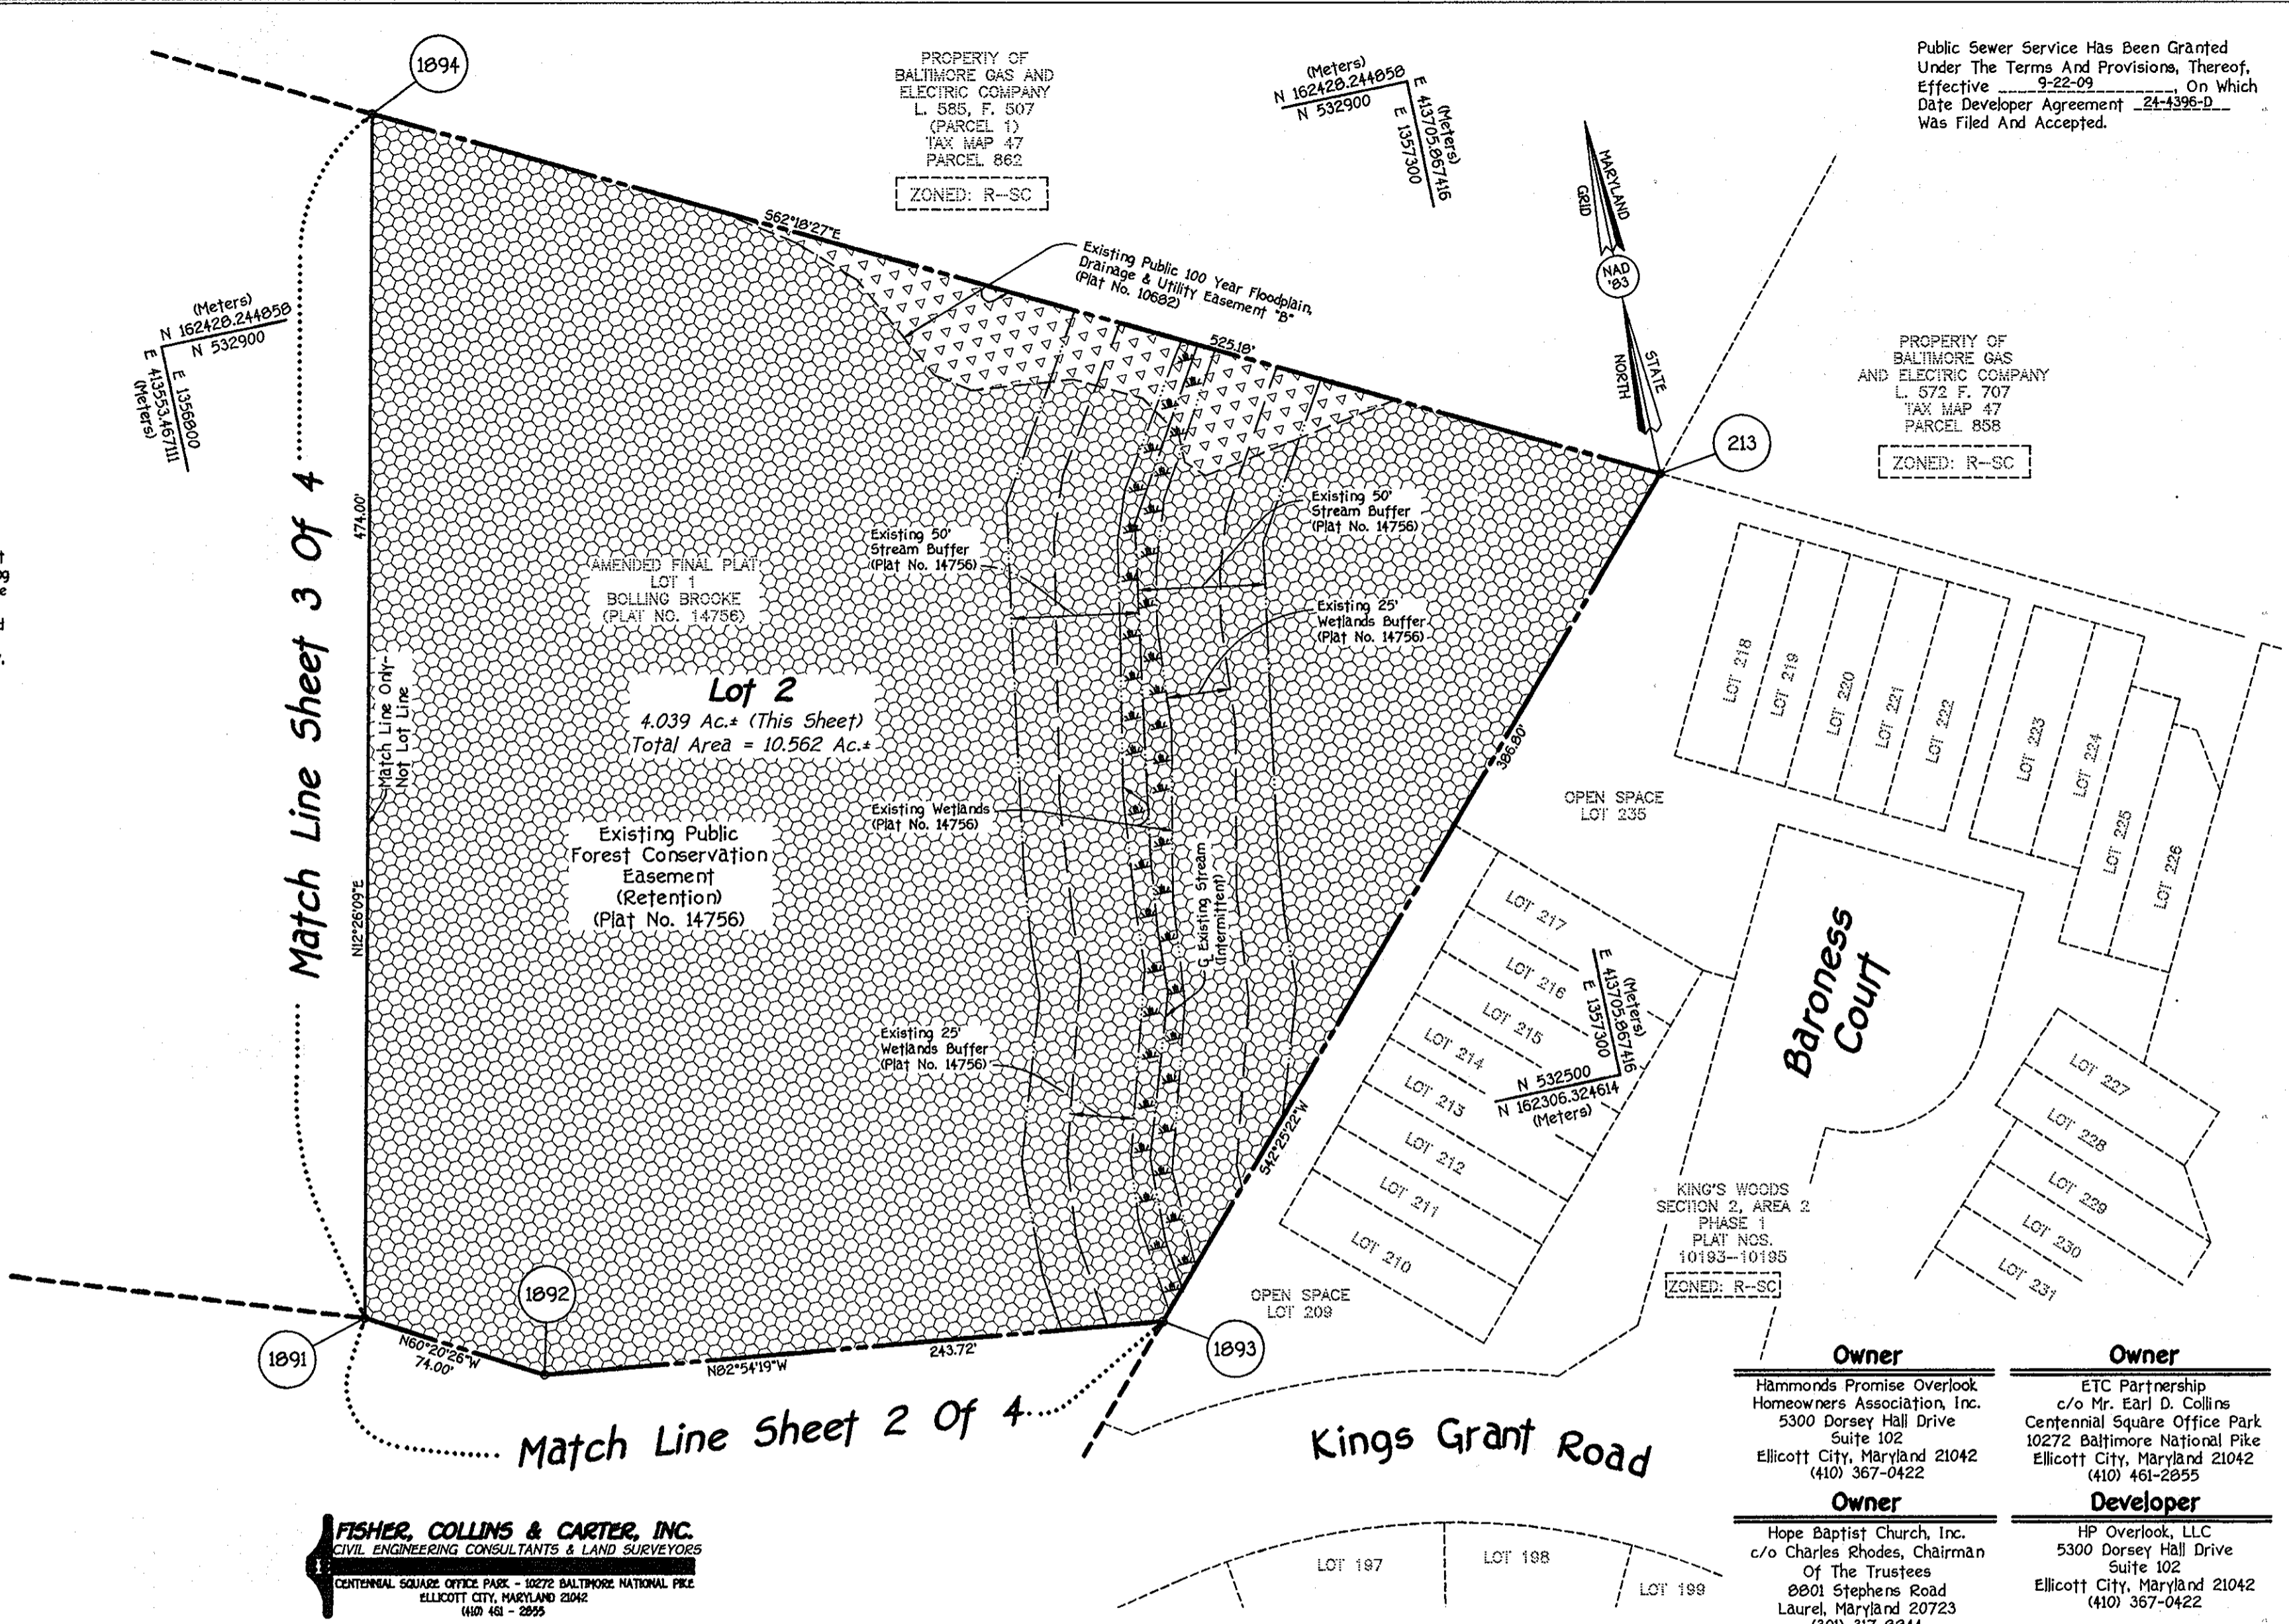 1894
PROPERTY OF
BALTIMORE GAS AND
ELECTRIC COMPANY
L. 585, F. 507
(PARCEL 1)
TAX MAP 47
PARCEL 862
ZONED: R--SC
(Meters)
N 162428.244858
N 532900
E 413705.867416
(Meters)
E 1357300
Public Sewer Service Has Been Granted
Under The Terms And Provisions, Thereof,
Effective 9-22-09, On Which
Date Developer Agreement 24-4396-D
Was Filed And Accepted.
MARYLAND
GRID
NAD
'83
STATE
NORTH
S62°18'27"E
525.18'
Existing Public 100 Year Floodplain,
Drainage & Utility Easement "B"
(Plat No. 10682)
(Meters)
N 162428.244858
N 532900
E 1356800
E 413553.467111
(Meters)
PROPERTY OF
BALTIMORE GAS
AND ELECTRIC COMPANY
L. 572 F. 707
TAX MAP 47
PARCEL 858
ZONED: R--SC
213
Match Line Sheet 3 Of 4
474.00'
N12°26'09"E
Match Line Only-
Not Lot Line
AMENDED FINAL PLAT
LOT 1
BOLLING BROOKE
(PLAT NO. 14756)
Existing 50'
Stream Buffer
(Plat No. 14756)
Existing 50'
Stream Buffer
(Plat No. 14756)
Existing 25'
Wetlands Buffer
(Plat No. 14756)
Lot 2
4.039 Ac.± (This Sheet)
Total Area = 10.562 Ac.±
Existing Wetlands
(Plat No. 14756)
Existing Public
Forest Conservation
Easement
(Retention)
(Plat No. 14756)
Existing Stream
(Intermittent)
Existing 25'
Wetlands Buffer
(Plat No. 14756)
386.80'
S42°25'22"W
OPEN SPACE
LOT 235
LOT 218
LOT 219
LOT 220
LOT 221
LOT 222
LOT 223
LOT 224
LOT 225
LOT 226
LOT 217
LOT 216
LOT 215
LOT 214
LOT 213
LOT 212
LOT 211
LOT 210
(Meters)
E 413705.867416
E 1357300
N 532500
N 162306.324614
(Meters)
Baroness
Court
LOT 227
LOT 228
LOT 229
LOT 230
LOT 231
KING'S WOODS
SECTION 2, AREA 2
PHASE 1
PLAT NOS.
10193--10195
ZONED: R--SC
OPEN SPACE
LOT 209
1892
1891
1893
N60°20'26"W
74.00'
N82°54'19"W
243.72'
Match Line Sheet 2 Of 4
Kings Grant Road
LOT 197
LOT 198
LOT 199
Owner
Hammonds Promise Overlook
Homeowners Association, Inc.
5300 Dorsey Hall Drive
Suite 102
Ellicott City, Maryland 21042
(410) 367-0422
Owner
ETC Partnership
c/o Mr. Earl D. Collins
Centennial Square Office Park
10272 Baltimore National Pike
Ellicott City, Maryland 21042
(410) 461-2855
Owner
Hope Baptist Church, Inc.
c/o Charles Rhodes, Chairman
Of The Trustees
8801 Stephens Road
Laurel, Maryland 20723
Developer
HP Overlook, LLC
5300 Dorsey Hall Drive
Suite 102
Ellicott City, Maryland 21042
(410) 367-0422
FISHER, COLLINS & CARTER, INC.
CIVIL ENGINEERING CONSULTANTS & LAND SURVEYORS
CENTENNIAL SQUARE OFFICE PARK - 10272 BALTIMORE NATIONAL PIKE
ELLICOTT CITY, MARYLAND 21042
(410) 461 - 2855